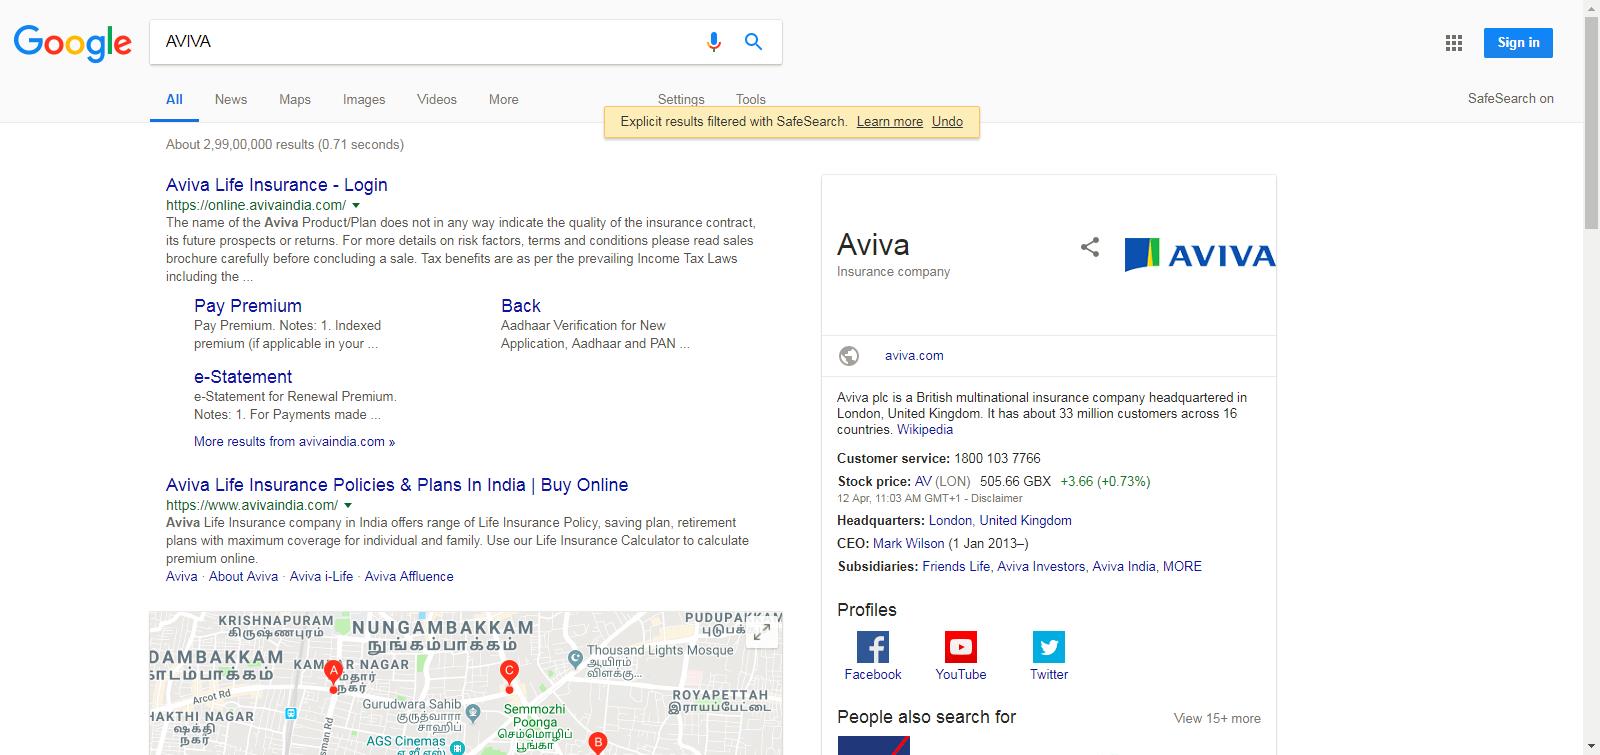 Google
AVIVA
Sign in
All News Maps Images Videos More Settings Tools
SafeSearch on
Explicit results filtered with SafeSearch. Learn more Undo
About 2,99,00,000 results (0.71 seconds)
Aviva Life Insurance - Login
https://online.avivaindia.com/
The name of the Aviva Product/Plan does not in any way indicate the quality of the insurance contract,
its future prospects or returns. For more details on risk factors, terms and conditions please read sales
brochure carefully before concluding a sale. Tax benefits are as per the prevailing Income Tax Laws
including the ...
Pay Premium
Pay Premium. Notes: 1. Indexed
premium (if applicable in your ...
Back
Aadhaar Verification for New
Application, Aadhaar and PAN ...
e-Statement
e-Statement for Renewal Premium.
Notes: 1. For Payments made ...
More results from avivaindia.com »
Aviva Life Insurance Policies & Plans In India | Buy Online
https://www.avivaindia.com/
Aviva Life Insurance company in India offers range of Life Insurance Policy, saving plan, retirement
plans with maximum coverage for individual and family. Use our Life Insurance Calculator to calculate
premium online.
Aviva · About Aviva · Aviva i-Life · Aviva Affluence
KRISHNAPURAM
கிருஷ்ணபுரம்
NUNGAMBAKKAM
நுங்கம்பாக்கம்
PUDUPAKKAM
DAMBAKKAM
டம்பாக்கம்
A
C
Thousand Lights Mosque
ஆயிரம்
விளக்கு...
Arcot Rd
நகர்
ROYAPETTAH
இராயப்பேட்டை
HAKTHI NAGAR
ஷக்தி
நகர்
Gurudwara Sahib
குருத்வாரா
சாஹிப்
Semmozhi
Poonga
செம்மொழிப்
பூங்கா
AGS Cinemas
B
Aviva
Insurance company
AVIVA
aviva.com
Aviva plc is a British multinational insurance company headquartered in
London, United Kingdom. It has about 33 million customers across 16
countries. Wikipedia
Customer service: 1800 103 7766
Stock price: AV (LON) 505.66 GBX +3.66 (+0.73%)
12 Apr, 11:03 AM GMT+1 - Disclaimer
Headquarters: London, United Kingdom
CEO: Mark Wilson (1 Jan 2013–)
Subsidiaries: Friends Life, Aviva Investors, Aviva India, MORE
Profiles
Facebook YouTube Twitter
People also search for View 15+ more